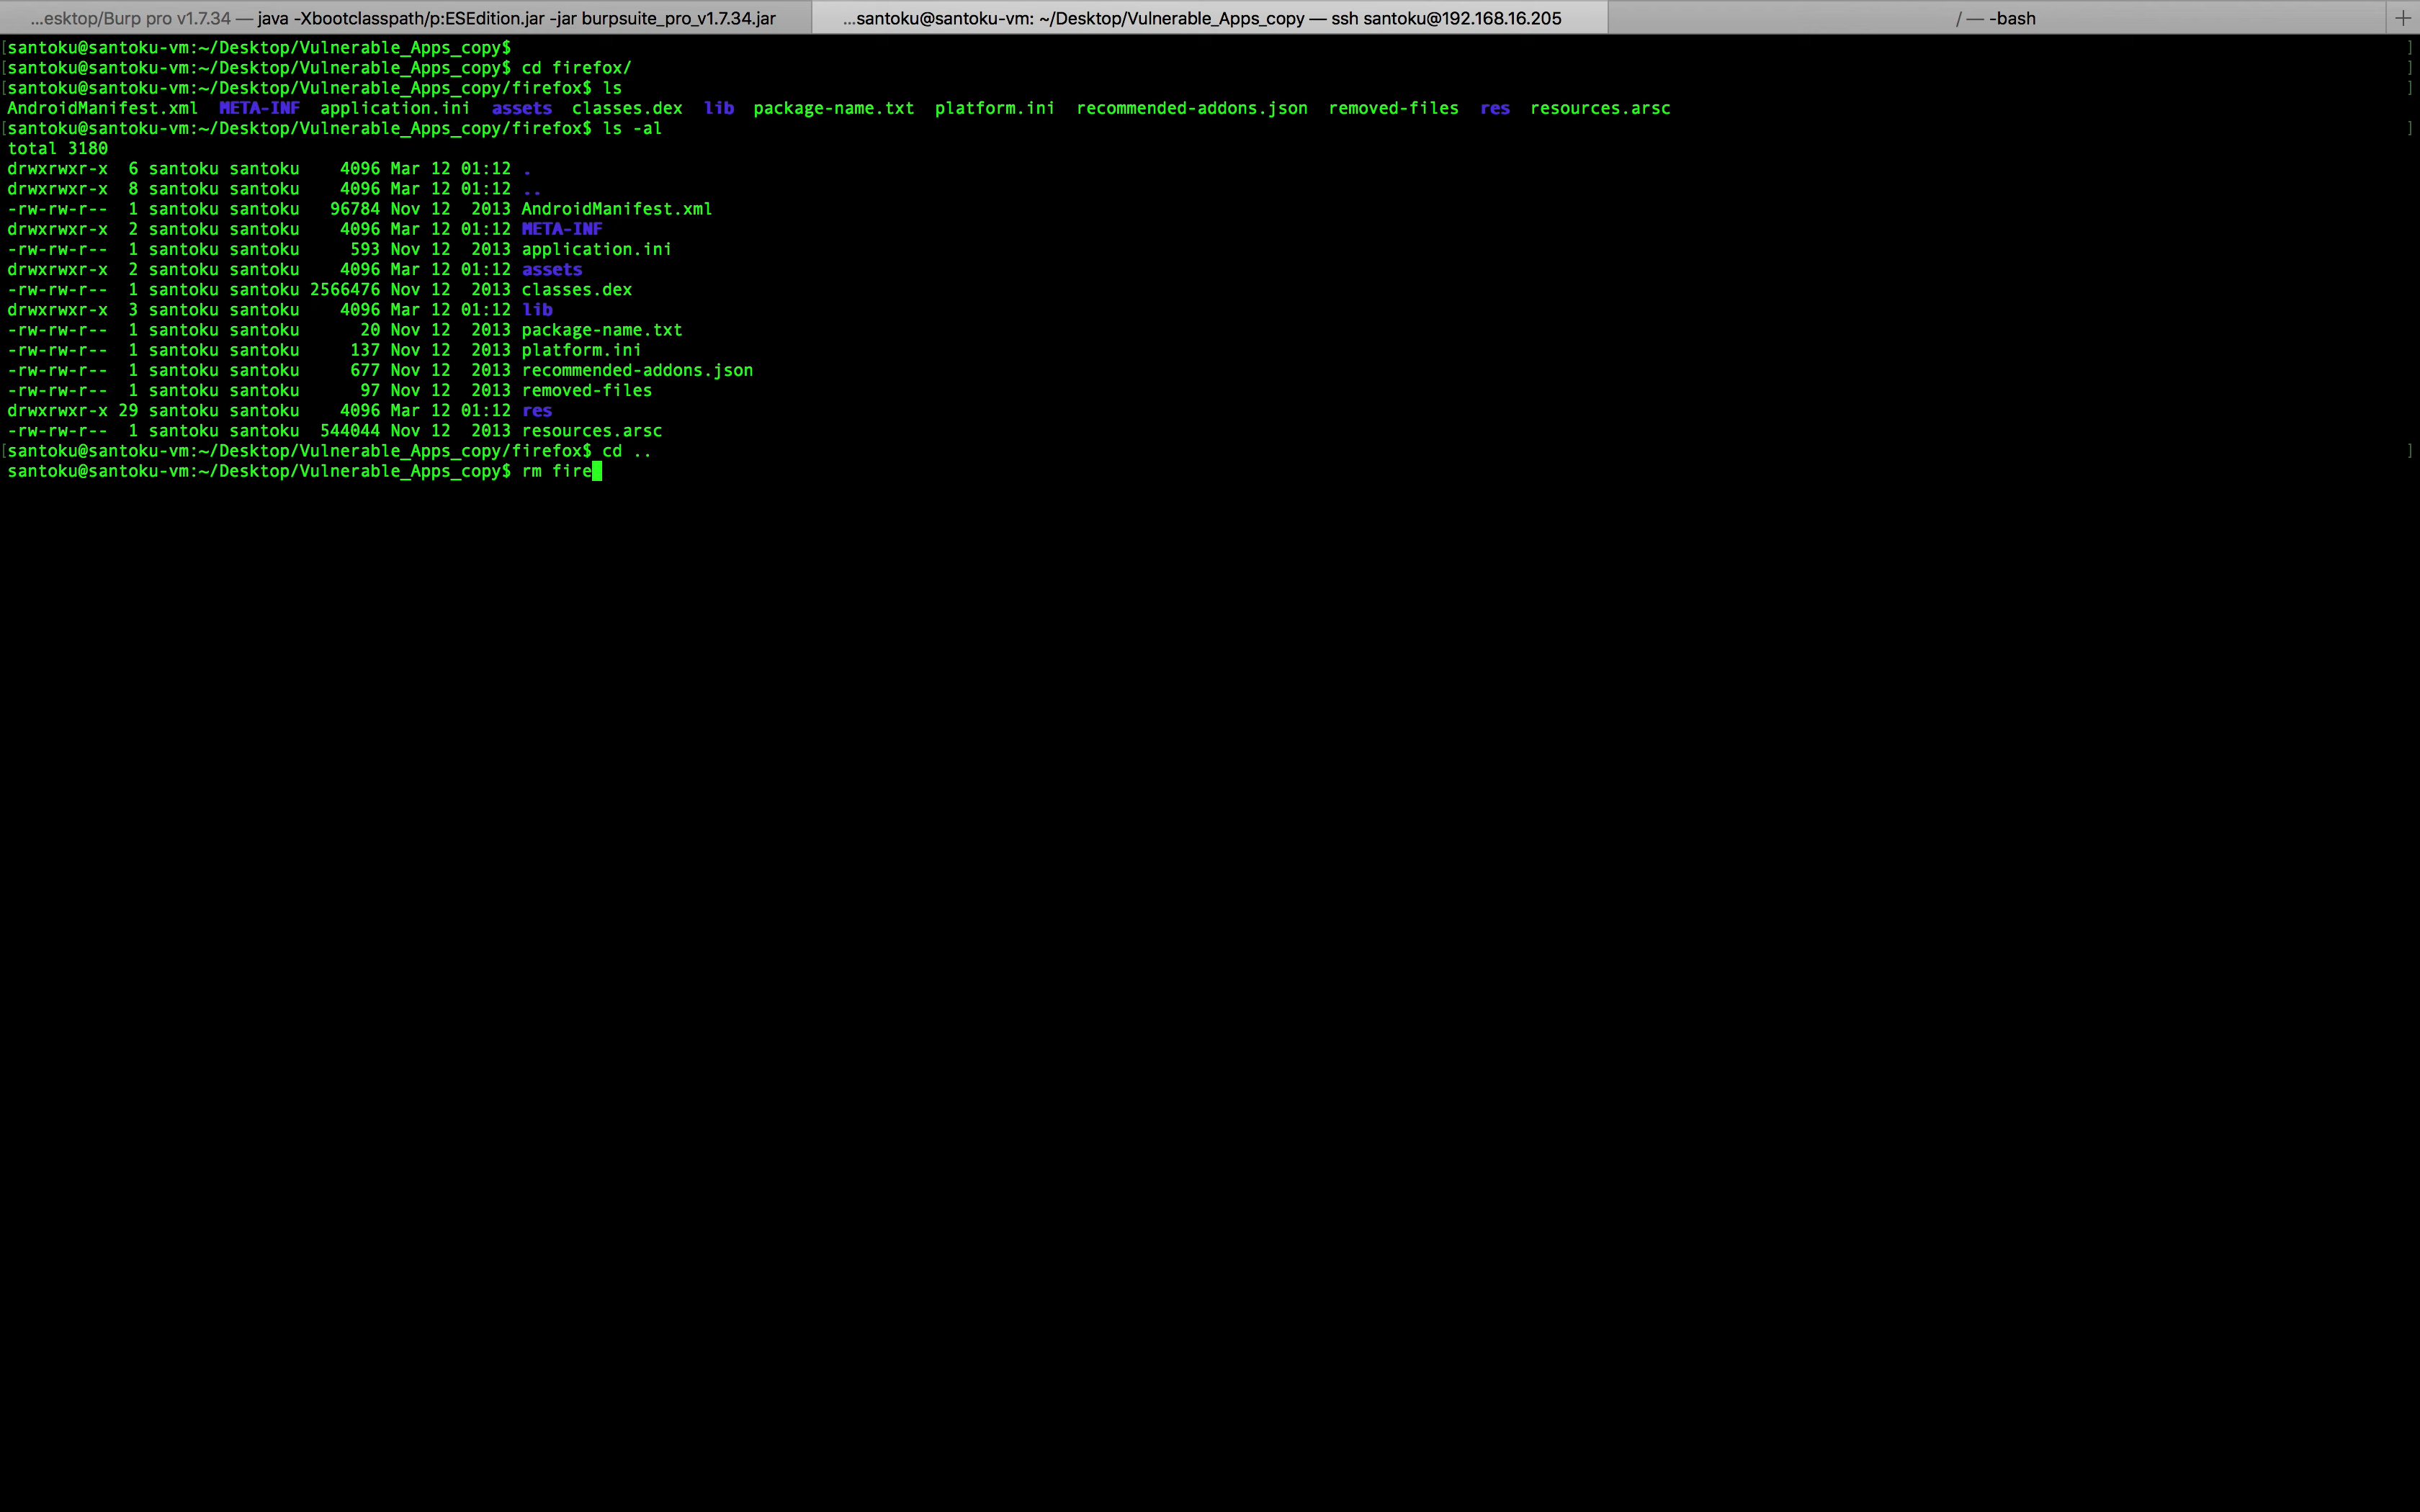 ...esktop/Burp pro v1.7.34 — java -Xbootclasspath/p:ESEdition.jar -jar burpsuite_pro_v1.7.34.jar
...santoku@santoku-vm: ~/Desktop/Vulnerable_Apps_copy — ssh santoku@192.168.16.205
/ — -bash
+
[santoku@santoku-vm:~/Desktop/Vulnerable_Apps_copy$ ]
[santoku@santoku-vm:~/Desktop/Vulnerable_Apps_copy$ cd firefox/ ]
[santoku@santoku-vm:~/Desktop/Vulnerable_Apps_copy/firefox$ ls ]
AndroidManifest.xml  META-INF  application.ini  assets  classes.dex  lib  package-name.txt  platform.ini  recommended-addons.json  removed-files  res  resources.arsc
[santoku@santoku-vm:~/Desktop/Vulnerable_Apps_copy/firefox$ ls -al ]
total 3180
drwxrwxr-x  6 santoku santoku    4096 Mar 12 01:12 .
drwxrwxr-x  8 santoku santoku    4096 Mar 12 01:12 ..
-rw-rw-r--  1 santoku santoku   96784 Nov 12  2013 AndroidManifest.xml
drwxrwxr-x  2 santoku santoku    4096 Mar 12 01:12 META-INF
-rw-rw-r--  1 santoku santoku     593 Nov 12  2013 application.ini
drwxrwxr-x  2 santoku santoku    4096 Mar 12 01:12 assets
-rw-rw-r--  1 santoku santoku 2566476 Nov 12  2013 classes.dex
drwxrwxr-x  3 santoku santoku    4096 Mar 12 01:12 lib
-rw-rw-r--  1 santoku santoku      20 Nov 12  2013 package-name.txt
-rw-rw-r--  1 santoku santoku     137 Nov 12  2013 platform.ini
-rw-rw-r--  1 santoku santoku     677 Nov 12  2013 recommended-addons.json
-rw-rw-r--  1 santoku santoku      97 Nov 12  2013 removed-files
drwxrwxr-x 29 santoku santoku    4096 Mar 12 01:12 res
-rw-rw-r--  1 santoku santoku  544044 Nov 12  2013 resources.arsc
[santoku@santoku-vm:~/Desktop/Vulnerable_Apps_copy/firefox$ cd .. ]
santoku@santoku-vm:~/Desktop/Vulnerable_Apps_copy$ rm fire